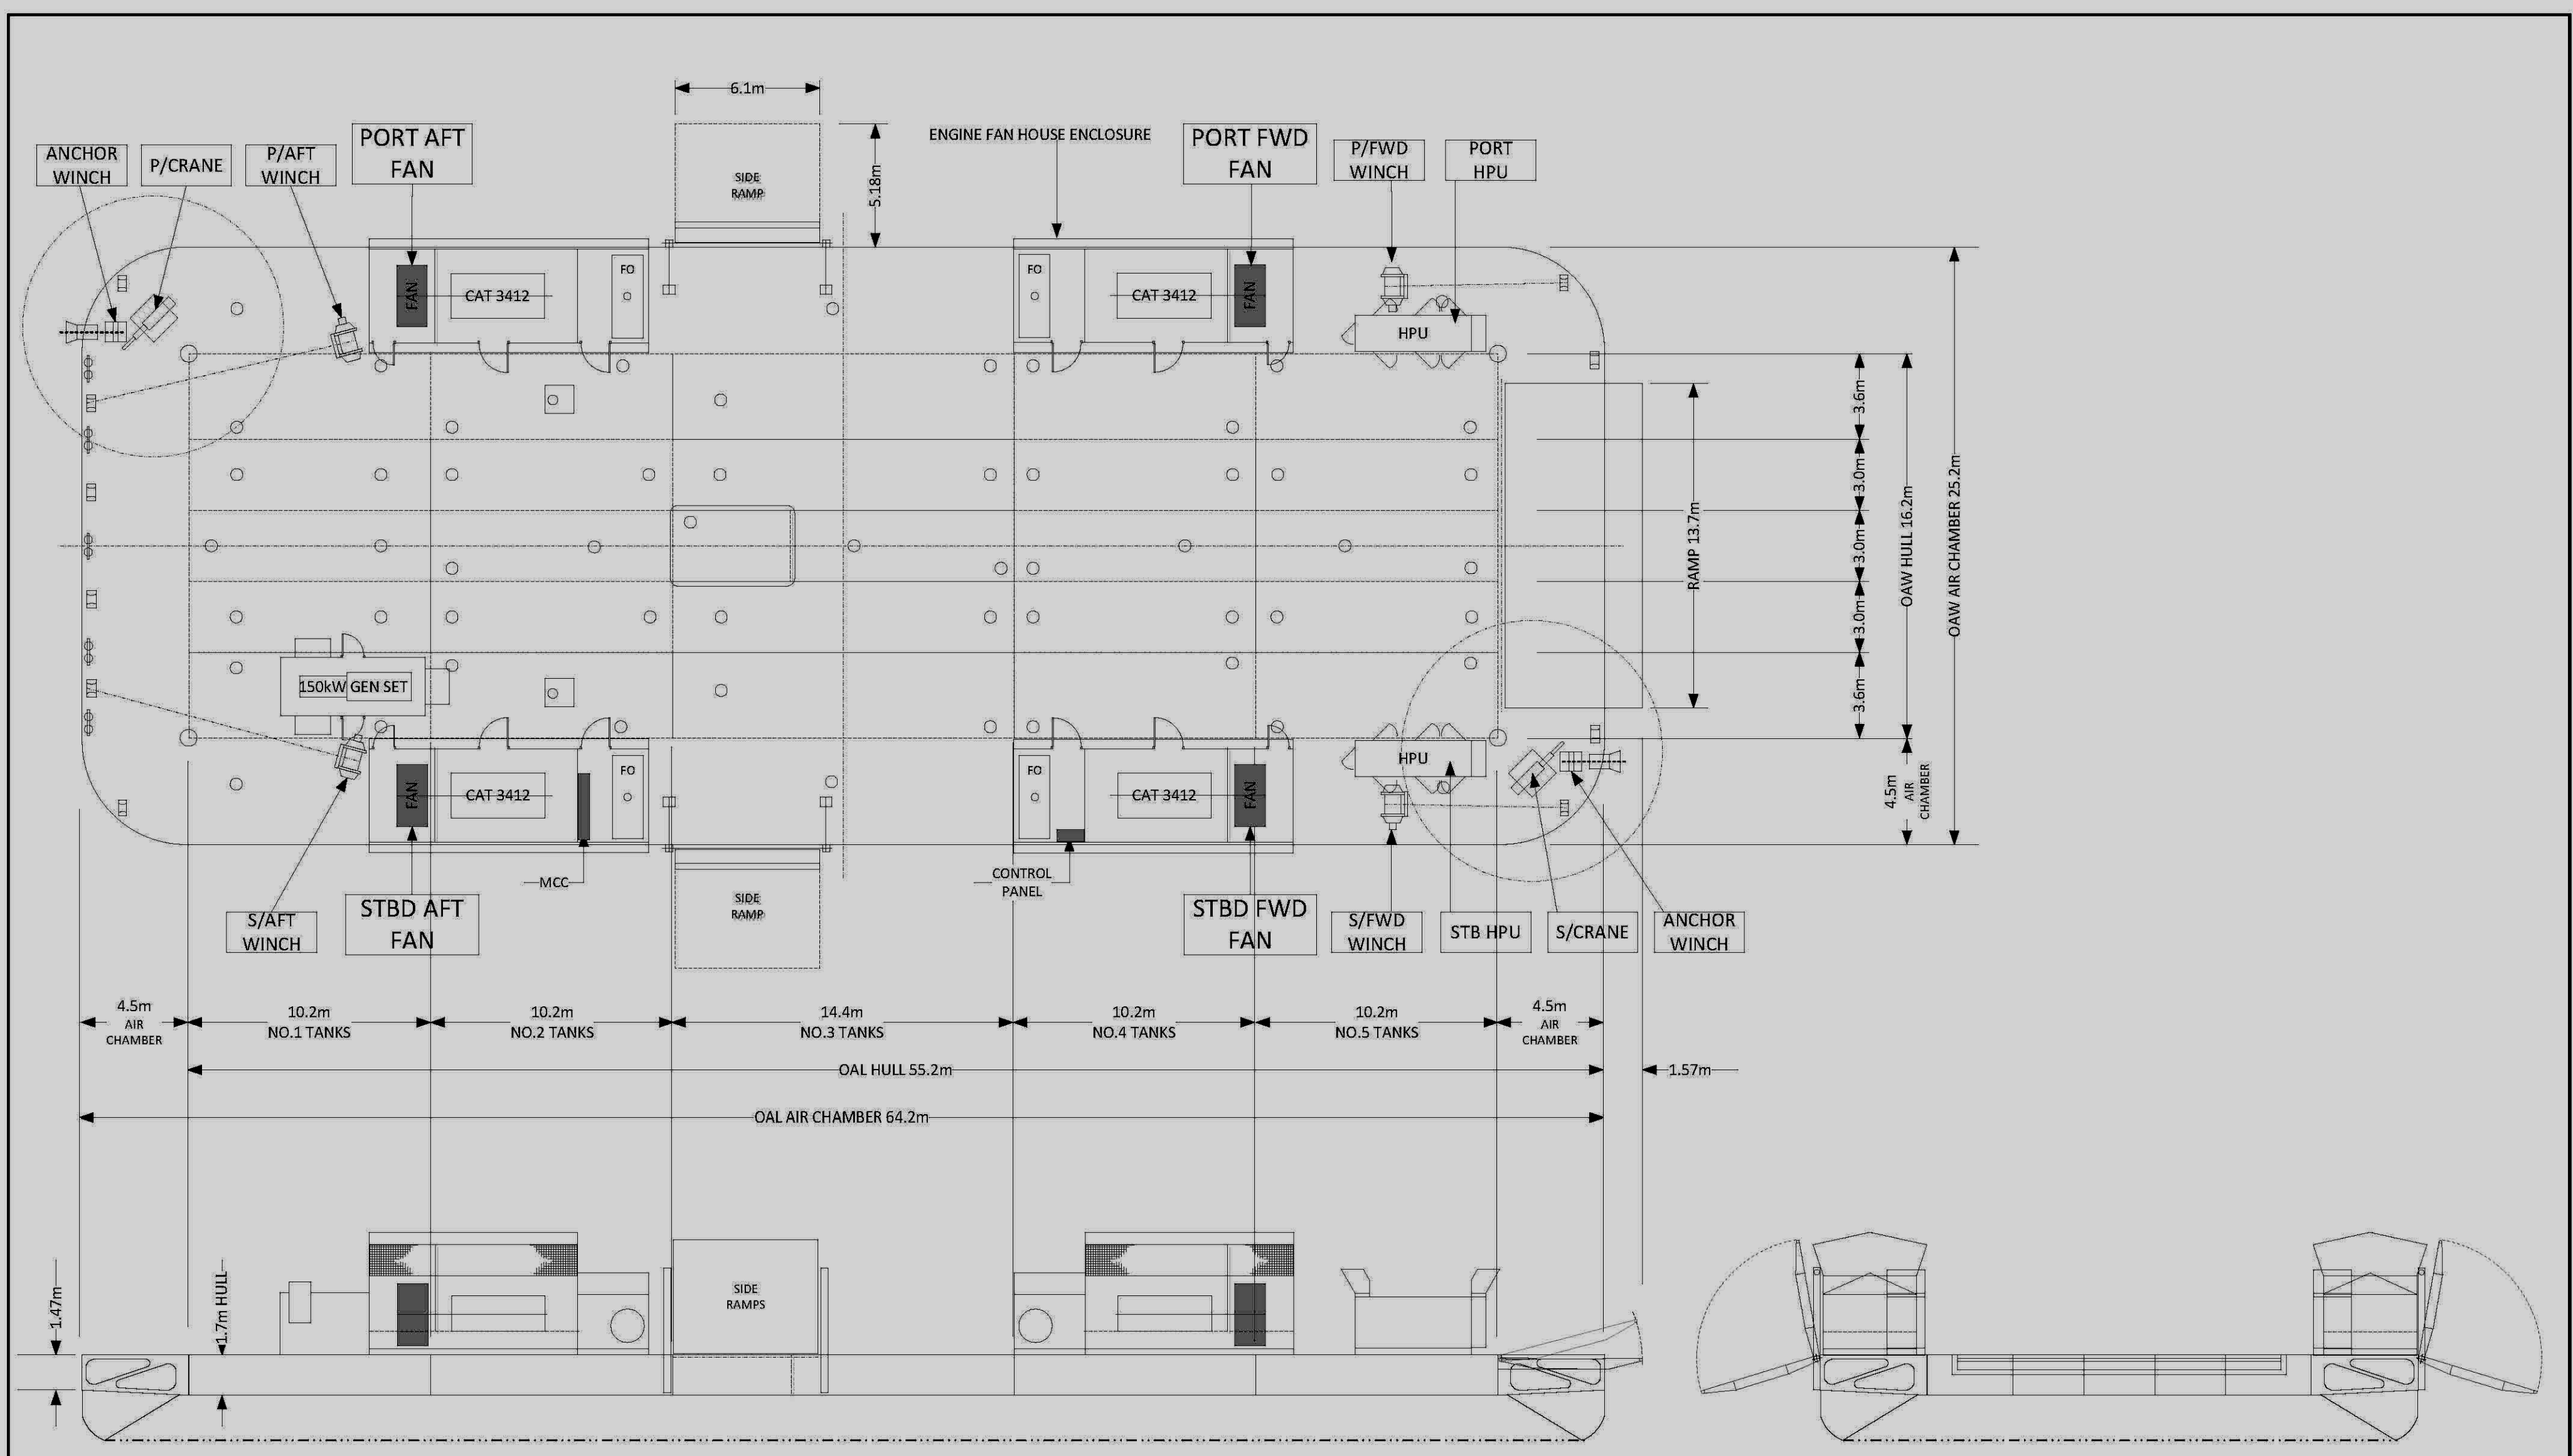 6.1m
PORT AFT
FAN
ENGINE FAN HOUSE ENCLOSURE
PORT FWD
FAN
ANCHOR
WINCH
P/CRANE
P/AFT
WINCH
P/FWD
WINCH
PORT
HPU
SIDE
RAMP
5.18m
FO
FO
FAN
CAT 3412
CAT 3412
FAN
HPU
3.6m
3.0m
3.0m
3.0m
3.6m
RAMP 13.7m
OAW HULL 16.2m
OAW AIR CHAMBER 25.2m
4.5m
AIR
CHAMBER
150kW GEN SET
HPU
FO
FO
FAN
CAT 3412
CAT 3412
FAN
MCC
CONTROL
PANEL
SIDE
RAMP
S/AFT
WINCH
STBD AFT
FAN
STBD FWD
FAN
S/FWD
WINCH
STB HPU
S/CRANE
ANCHOR
WINCH
4.5m
AIR
CHAMBER
10.2m
NO.1 TANKS
10.2m
NO.2 TANKS
14.4m
NO.3 TANKS
10.2m
NO.4 TANKS
10.2m
NO.5 TANKS
4.5m
AIR
CHAMBER
OAL HULL 55.2m
1.57m
OAL AIR CHAMBER 64.2m
1.47m
1.7m HULL
SIDE
RAMPS